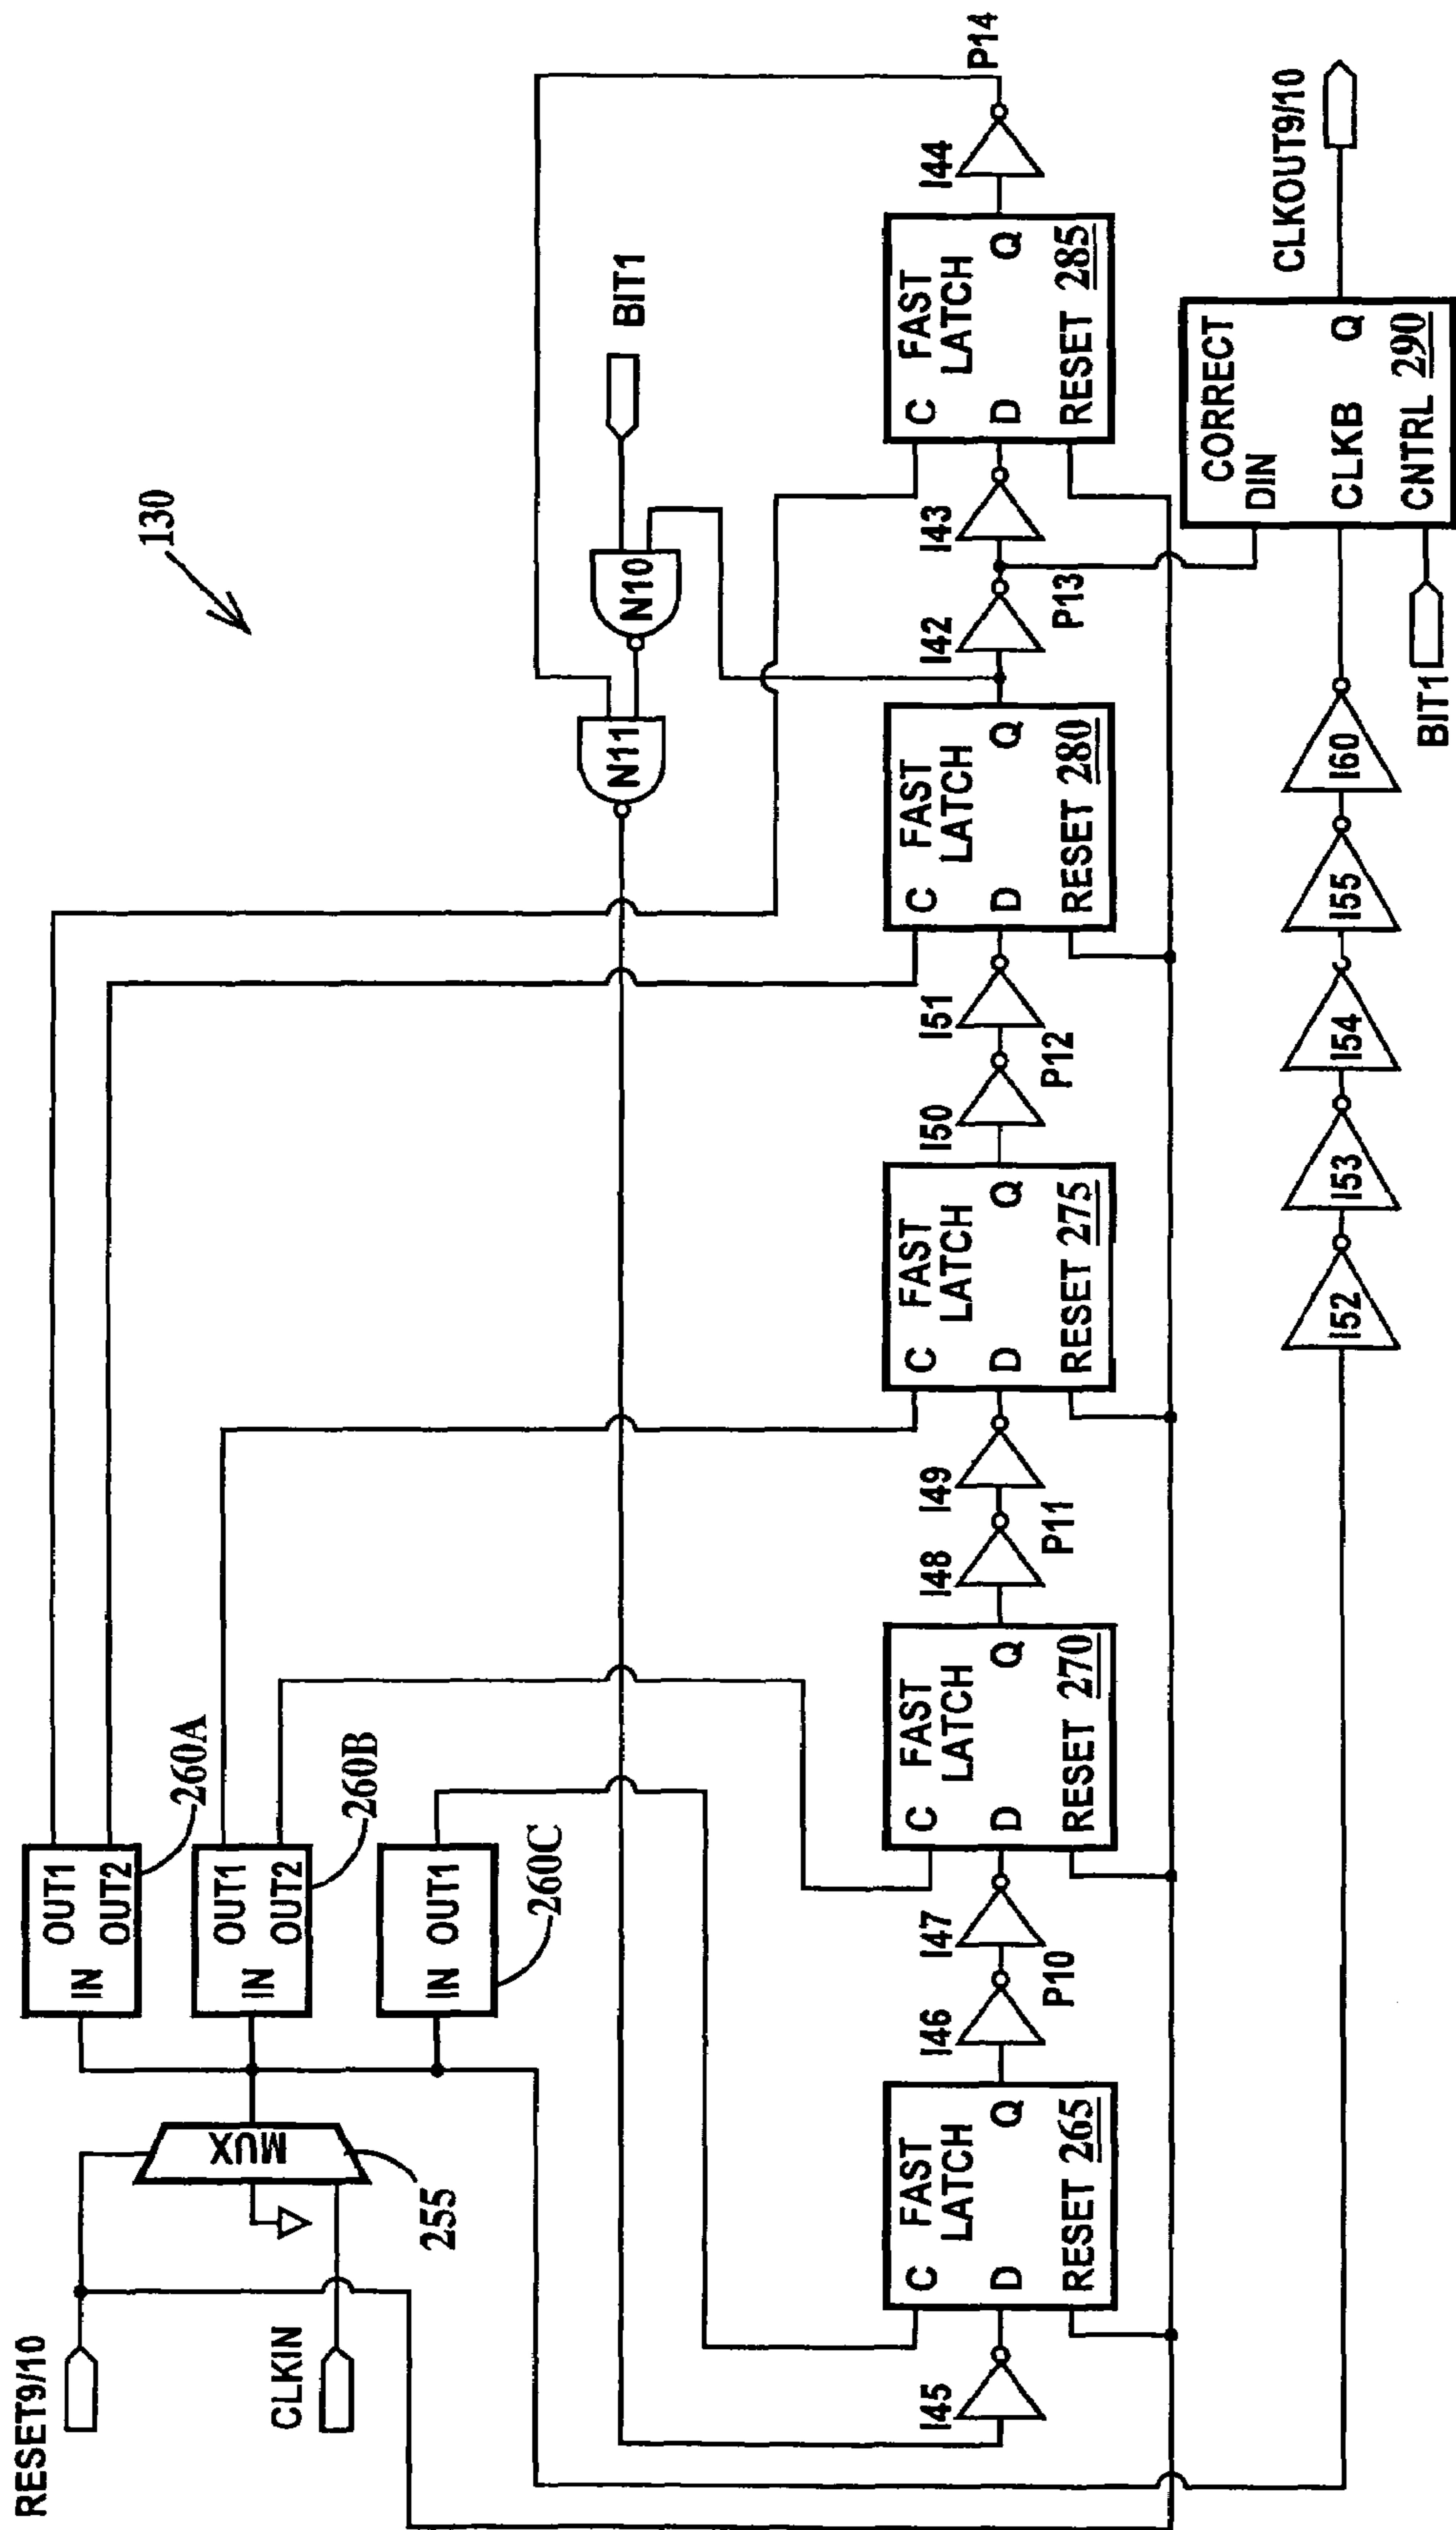 130
RESET9/10
CLKIN
MUX
255
IN
OUT1
OUT2
260A
IN
OUT1
OUT2
260B
IN OUT1
260C
BIT1
N10
N11
P14
I45
FAST
LATCH
C
D
Q
RESET 265
I46
P10
I47
FAST
LATCH
C
D
Q
RESET 270
I48
P11
I49
FAST
LATCH
C
D
Q
RESET 275
I50
P12
I51
FAST
LATCH
C
D
Q
RESET 280
I42
P13
I43
FAST
LATCH
C
D
Q
RESET 285
I44
I52
I53
I54
I55
I60
BIT1
CORRECT
DIN
CLKB
Q
CNTRL 290
CLKOUT9/10